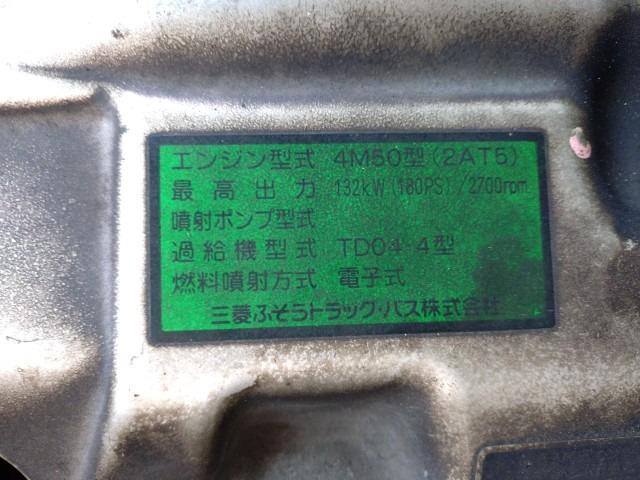 エンジン型式 4M50型(2AT5)
最高出力 132kW(180PS)/2700rpm
噴射ポンプ型式
過給機型式 TD04-4型
燃料噴射方式 電子式
三菱ふそうトラック・バス株式会社